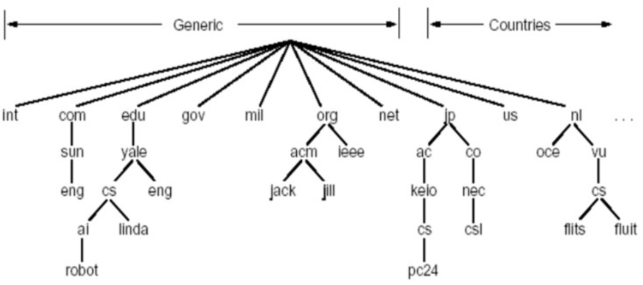 Generic Countries
int com edu gov mil org net jp us nl ...
sun yale acm ieee ac co oce vu
eng cs eng jack jill keio nec cs
ai linda cs csl flits fluit
robot pc24